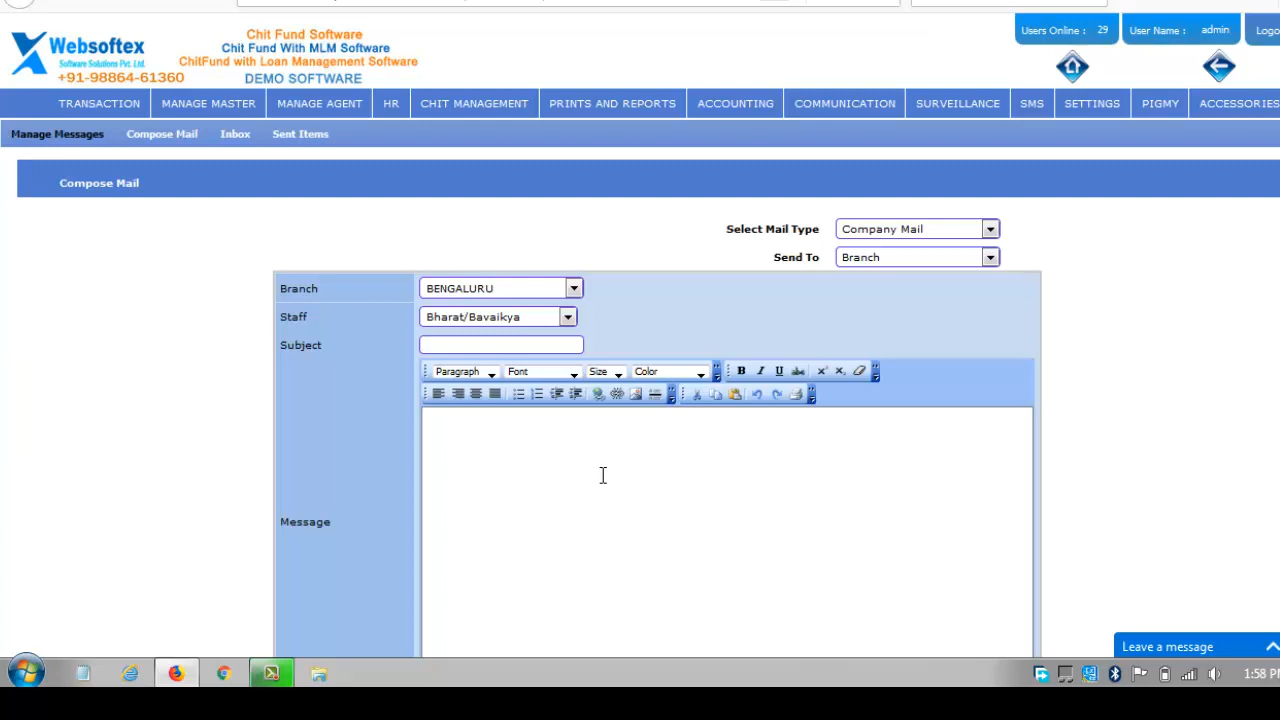 Websoftex
Software Solutions Pvt. Ltd.
+91-98864-61360
Chit Fund Software
Chit Fund With MLM Software
ChitFund with Loan Management Software
DEMO SOFTWARE
Users Online : 29
User Name : admin
Logo
TRANSACTION MANAGE MASTER MANAGE AGENT HR CHIT MANAGEMENT PRINTS AND REPORTS ACCOUNTING COMMUNICATION SURVEILLANCE SMS SETTINGS PIGMY ACCESSORIES
Manage Messages Compose Mail Inbox Sent Items
Compose Mail
Select Mail Type Company Mail
Send To Branch
Branch BENGALURU
Staff Bharat/Bavaikya
Subject
Paragraph Font Size Color B I U abc x² x₂
Message
Leave a message
1:58 P